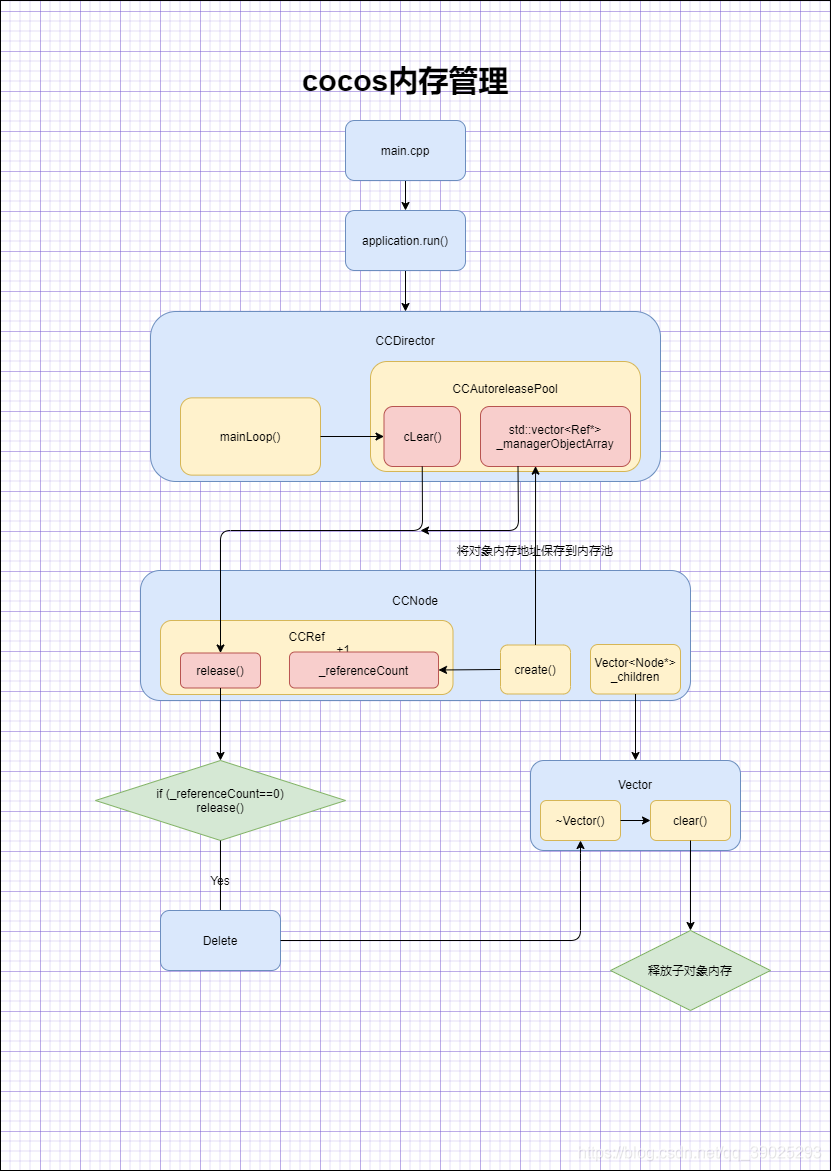 cocos内存管理
main.cpp
application.run()
CCDirector
CCAutoreleasePool
mainLoop()
cLear()
std::vector<Ref*>
_managerObjectArray
将对象内存地址保存到内存池
CCNode
CCRef
+1
release()
_referenceCount
create()
Vector<Node*>
_children
if (_referenceCount==0)
release()
Vector
~Vector()
clear()
Yes
Delete
释放子对象内存
https://blog.csdn.net/qq_39025293